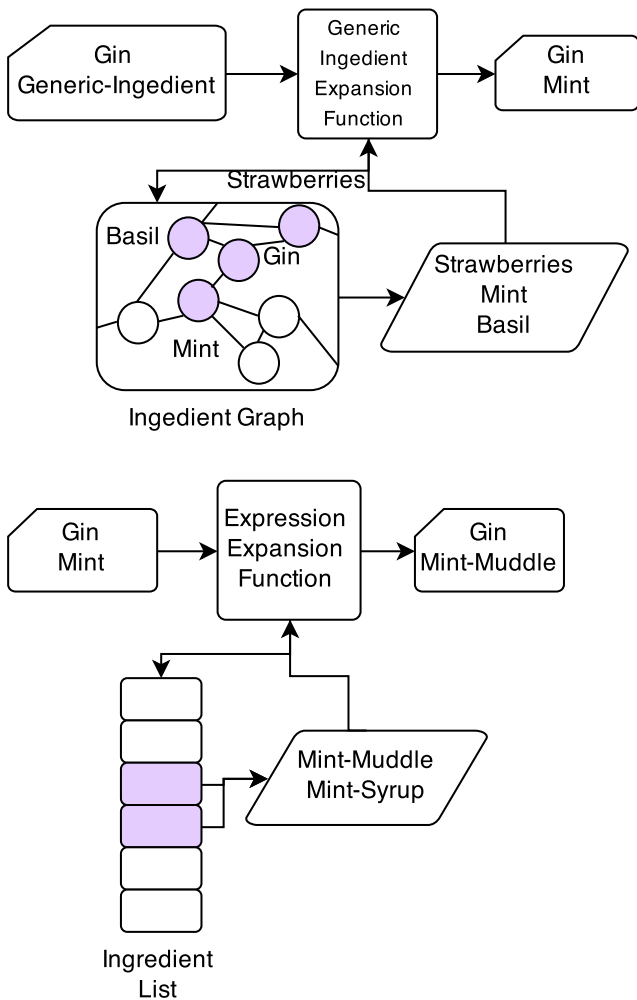 Gin
Generic-Ingedient
Generic
Ingedient
Expansion
Function
Gin
Mint
Strawberries
Basil
Gin
Mint
Strawberries
Mint
Basil
Ingedient Graph
Gin
Mint
Expression
Expansion
Function
Gin
Mint-Muddle
Mint-Muddle
Mint-Syrup
Ingredient
List